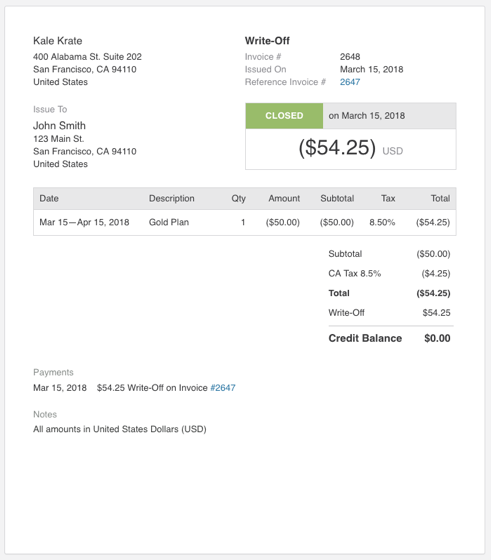 Kale Krate
400 Alabama St. Suite 202
San Francisco, CA 94110
United States
Write-Off
Invoice # 2648
Issued On March 15, 2018
Reference Invoice # 2647
Issue To
John Smith
123 Main St.
San Francisco, CA 94110
United States
CLOSED on March 15, 2018
($54.25) USD
Date Description Qty Amount Subtotal Tax Total
Mar 15—Apr 15, 2018 Gold Plan 1 ($50.00) ($50.00) 8.50% ($54.25)
Subtotal ($50.00)
CA Tax 8.5% ($4.25)
Total ($54.25)
Write-Off $54.25
Credit Balance $0.00
Payments
Mar 15, 2018 $54.25 Write-Off on Invoice #2647
Notes
All amounts in United States Dollars (USD)